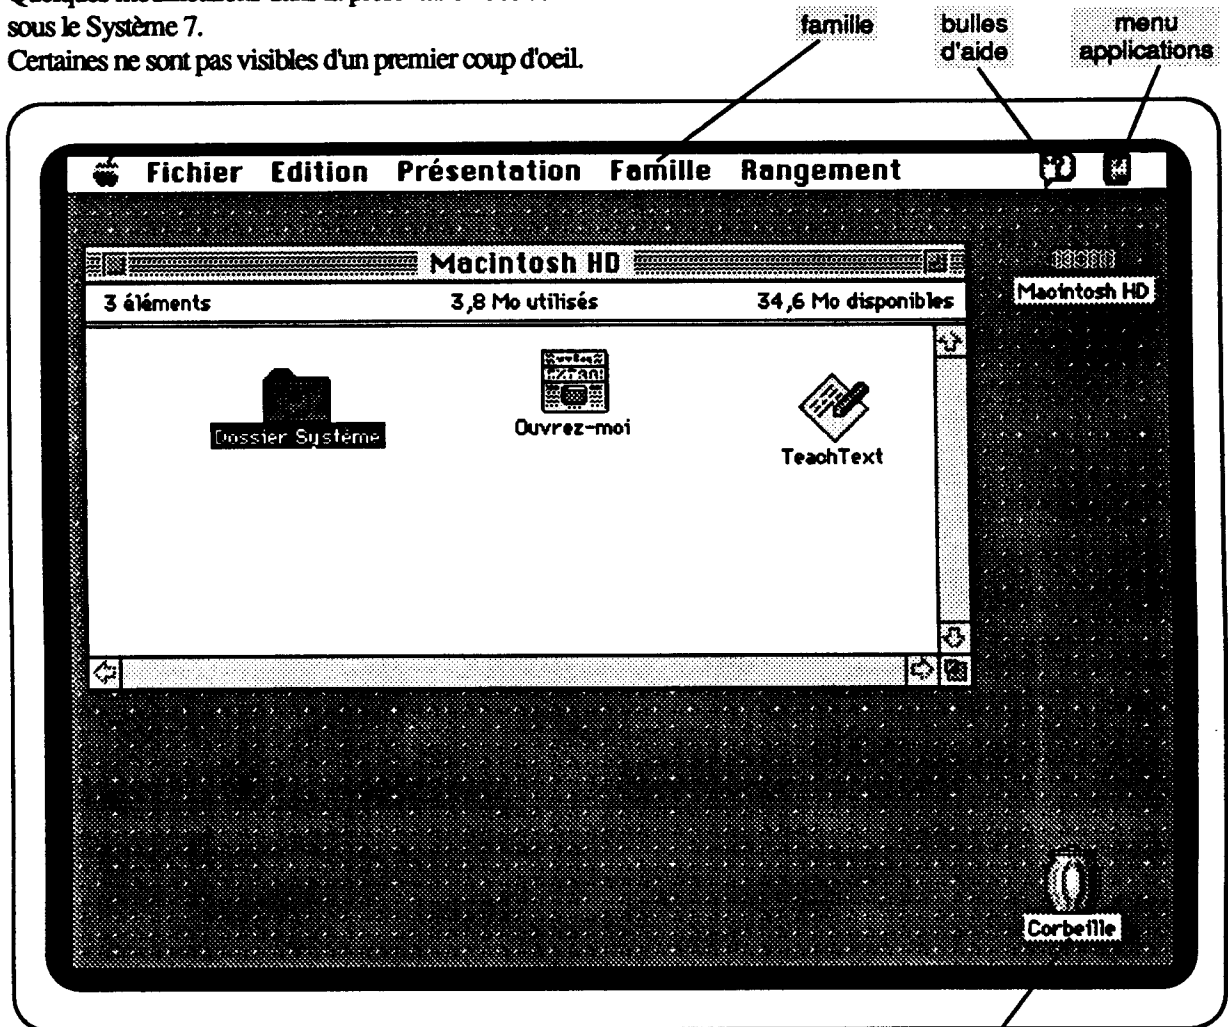 sous le Système 7.
Certaines ne sont pas visibles d'un premier coup d'oeil.
famille
bulles
d'aide
menu
applications
Fichier Edition Présentation Famille Rangement
Macintosh HD
3 éléments 3,8 Mo utilisés 34,6 Mo disponibles
Macintosh HD
Dossier Système
Ouvrez-moi
TeachText
Corbeille